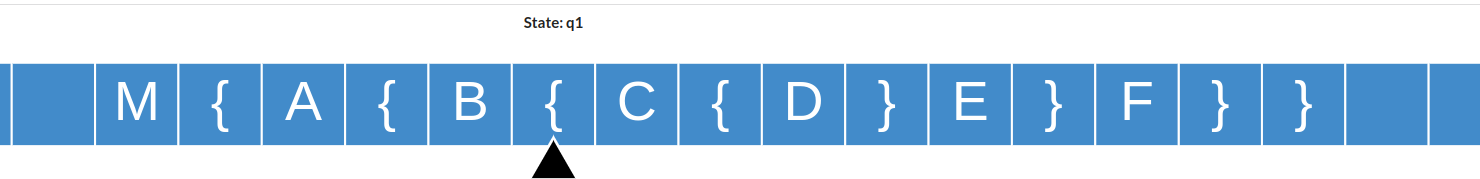 State: q1
M { A { B { C { D } E } F } }